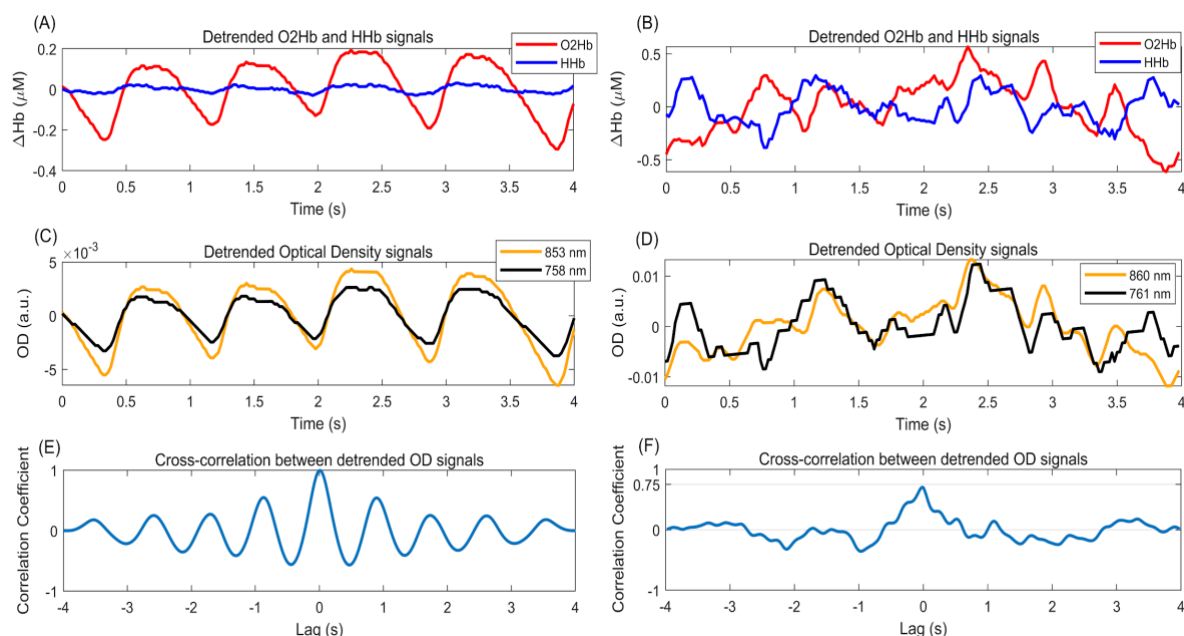 (A)
Detrended O2Hb and HHb signals
O2Hb
HHb
0.2
0
-0.2
-0.4
ΔHb (μM)
0 0.5 1 1.5 2 2.5 3 3.5 4
Time (s)
(B)
Detrended O2Hb and HHb signals
O2Hb
HHb
0.5
0
-0.5
ΔHb (μM)
0 0.5 1 1.5 2 2.5 3 3.5 4
Time (s)
(C)
×10⁻³
Detrended Optical Density signals
853 nm
758 nm
5
0
-5
OD (a.u.)
0 0.5 1 1.5 2 2.5 3 3.5 4
Time (s)
(D)
Detrended Optical Density signals
860 nm
761 nm
0.01
0
-0.01
OD (a.u.)
0 0.5 1 1.5 2 2.5 3 3.5 4
Time (s)
(E)
Cross-correlation between detrended OD signals
1
0
-1
Correlation Coefficient
-4 -3 -2 -1 0 1 2 3 4
Lag (s)
(F)
Cross-correlation between detrended OD signals
0.75
0
-1
Correlation Coefficient
-4 -3 -2 -1 0 1 2 3 4
Lag (s)